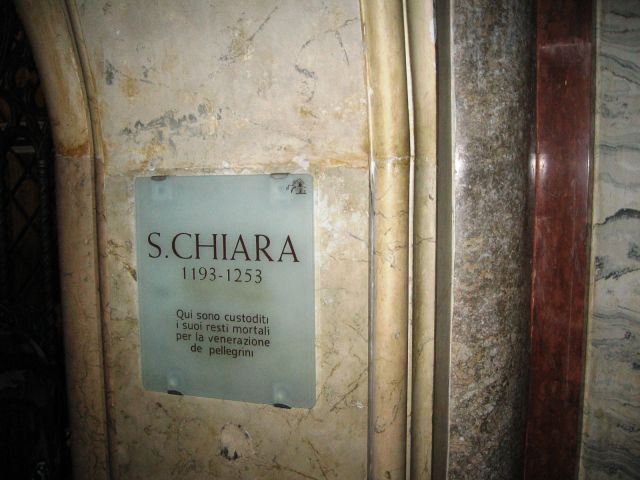 S.CHIARA
1193-1253
Qui sono custoditi
i suoi resti mortali
per la venerazione
de pellegrini